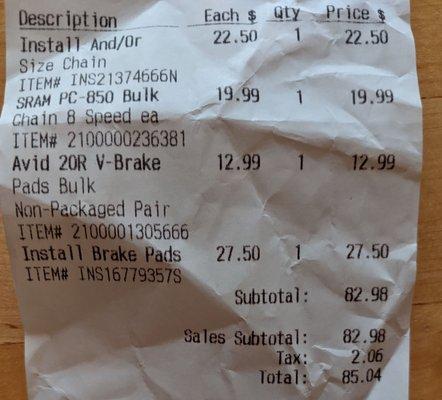 Description Each $ Qty Price $
Install And/Or 22.50 1 22.50
Size Chain
ITEM# INS21374666N
SRAM PC-850 Bulk 19.99 1 19.99
Chain 8 Speed ea
ITEM# 2100000236381
Avid 20R V-Brake 12.99 1 12.99
Pads Bulk
Non-Packaged Pair
ITEM# 2100001305666
Install Brake Pads 27.50 1 27.50
ITEM# INS16779357S
Subtotal: 82.98
Sales Subtotal: 82.98
Tax: 2.06
Total: 85.04